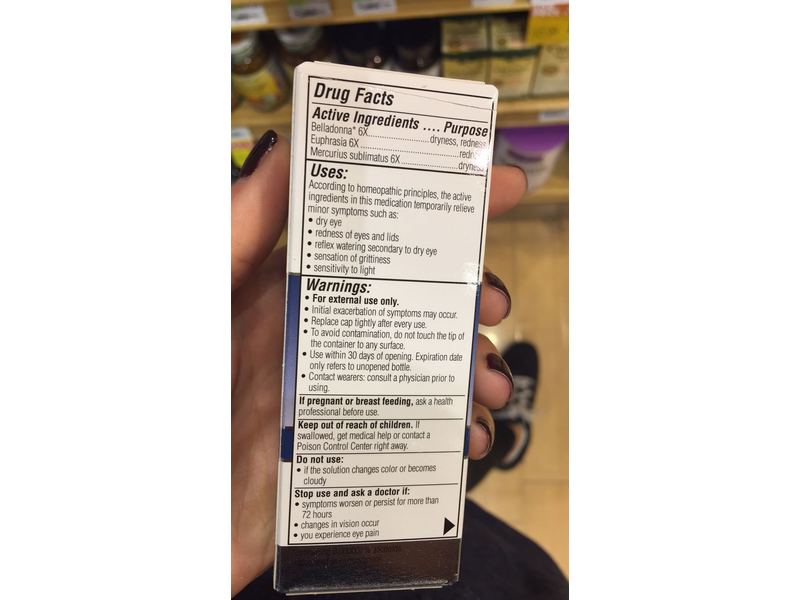 Drug Facts
Active Ingredients .... Purpose
Belladonna* 6X..............................dryness, redness
Euphrasia 6X....................................redness
Mercurius sublimatus 6X....................dryness
Uses:
According to homeopathic principles, the active
ingredients in this medication temporarily relieve
minor symptoms such as:
• dry eye
• redness of eyes and lids
• reflex watering secondary to dry eye
• sensation of grittiness
• sensitivity to light
Warnings:
• For external use only.
• Initial exacerbation of symptoms may occur.
• Replace cap tightly after every use.
• To avoid contamination, do not touch the tip of
the container to any surface.
• Use within 30 days of opening. Expiration date
only refers to unopened bottle.
• Contact wearers: consult a physician prior to
using.
If pregnant or breast feeding, ask a health
professional before use.
Keep out of reach of children. If
swallowed, get medical help or contact a
Poison Control Center right away.
Do not use:
• if the solution changes color or becomes
cloudy
Stop use and ask a doctor if:
• symptoms worsen or persist for more than
72 hours
• changes in vision occur
• you experience eye pain